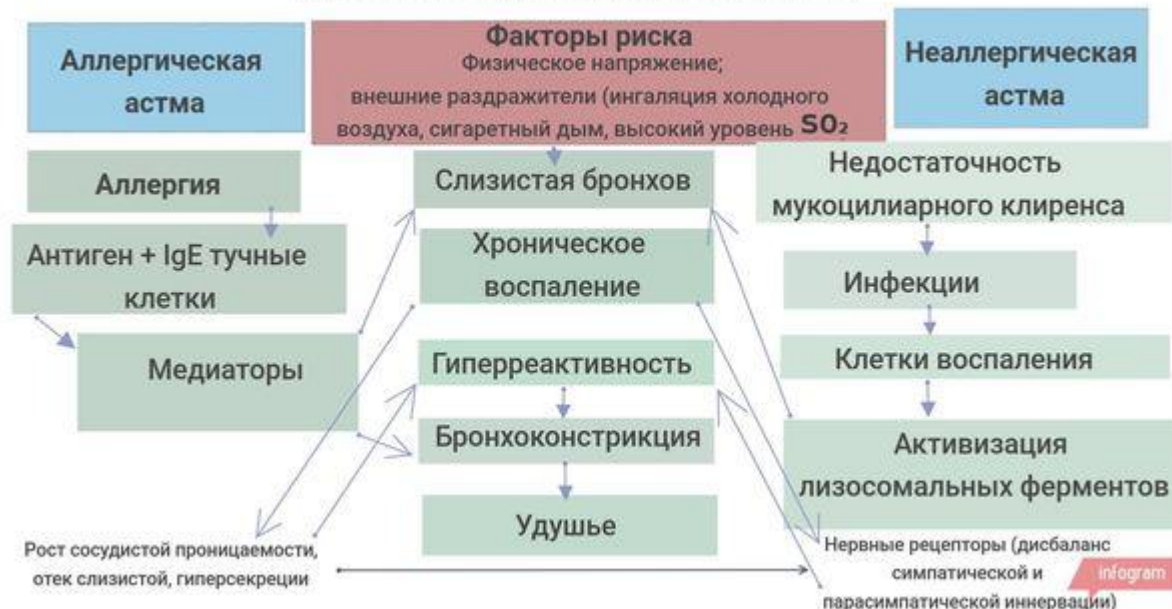 Аллергическая
астма
Факторы риска
Физическое напряжение;
внешние раздражители (ингаляция холодного
воздуха, сигаретный дым, высокий уровень SO₂
Неаллергическая
астма
Аллергия
Антиген + IgE тучные
клетки
Медиаторы
Слизистая бронхов
Хроническое
воспаление
Гиперреактивность
Бронхоконстрикция
Удушье
Недостаточность
мукоцилиарного клиренса
Инфекции
Клетки воспаления
Активизация
лизосомальных ферментов
Рост сосудистой проницаемости,
отек слизистой, гиперсекреции
Нервные рецепторы (дисбаланс
симпатической и
парасимпатической иннервации)
infogram